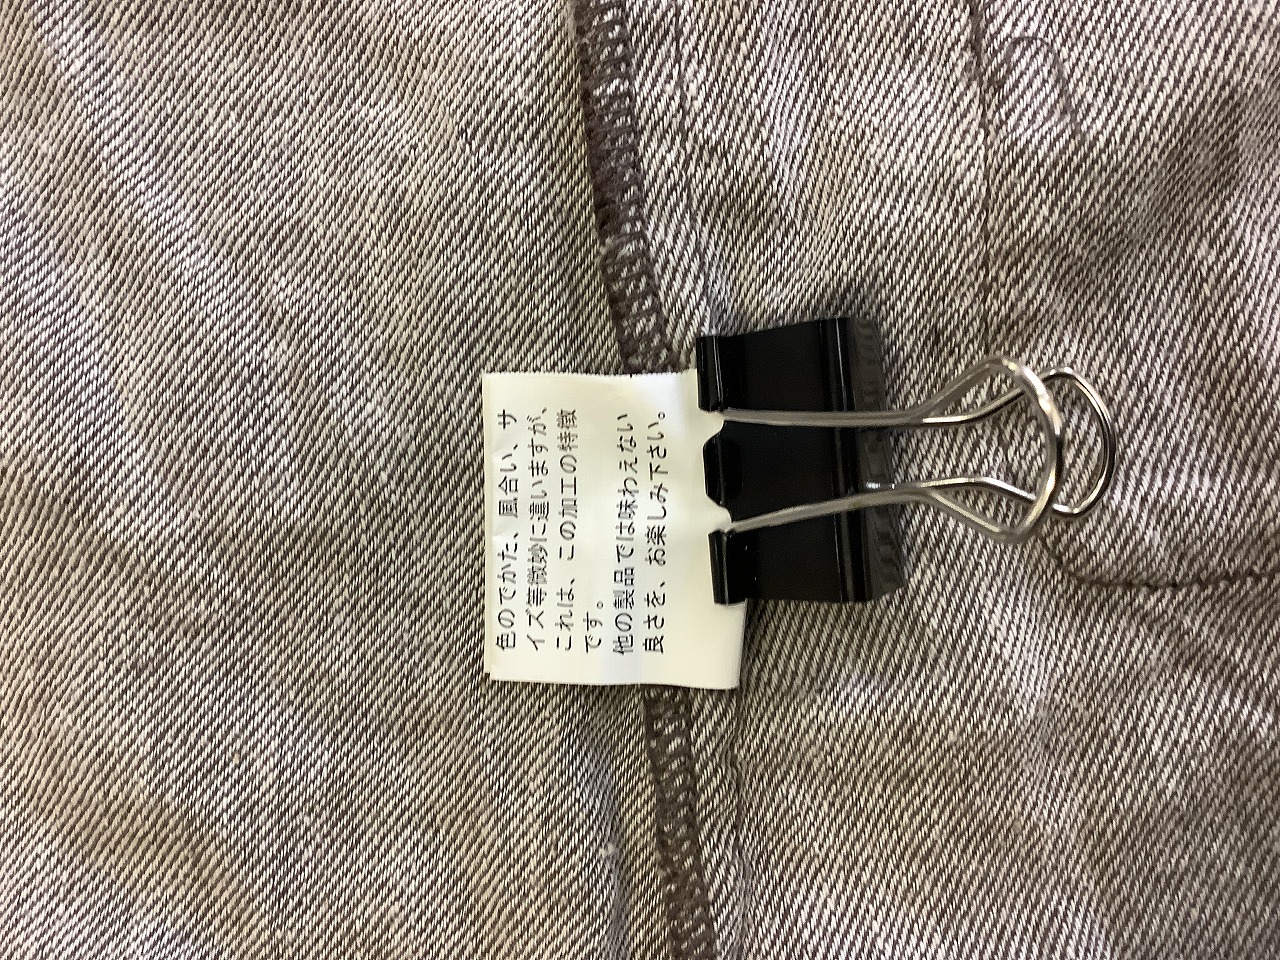 色のでかた、風合い、サ
イズ等微妙に違いますが、
これは、この加工の特徴
です。
他の製品では味わえない
良さを、お楽しみ下さい。